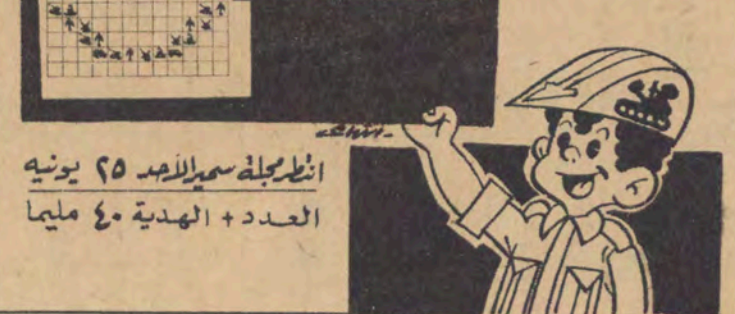 انتظر مجلة سمير الأحد ٢٥ يونيه
العدد + الهدية ٤٠ مليما